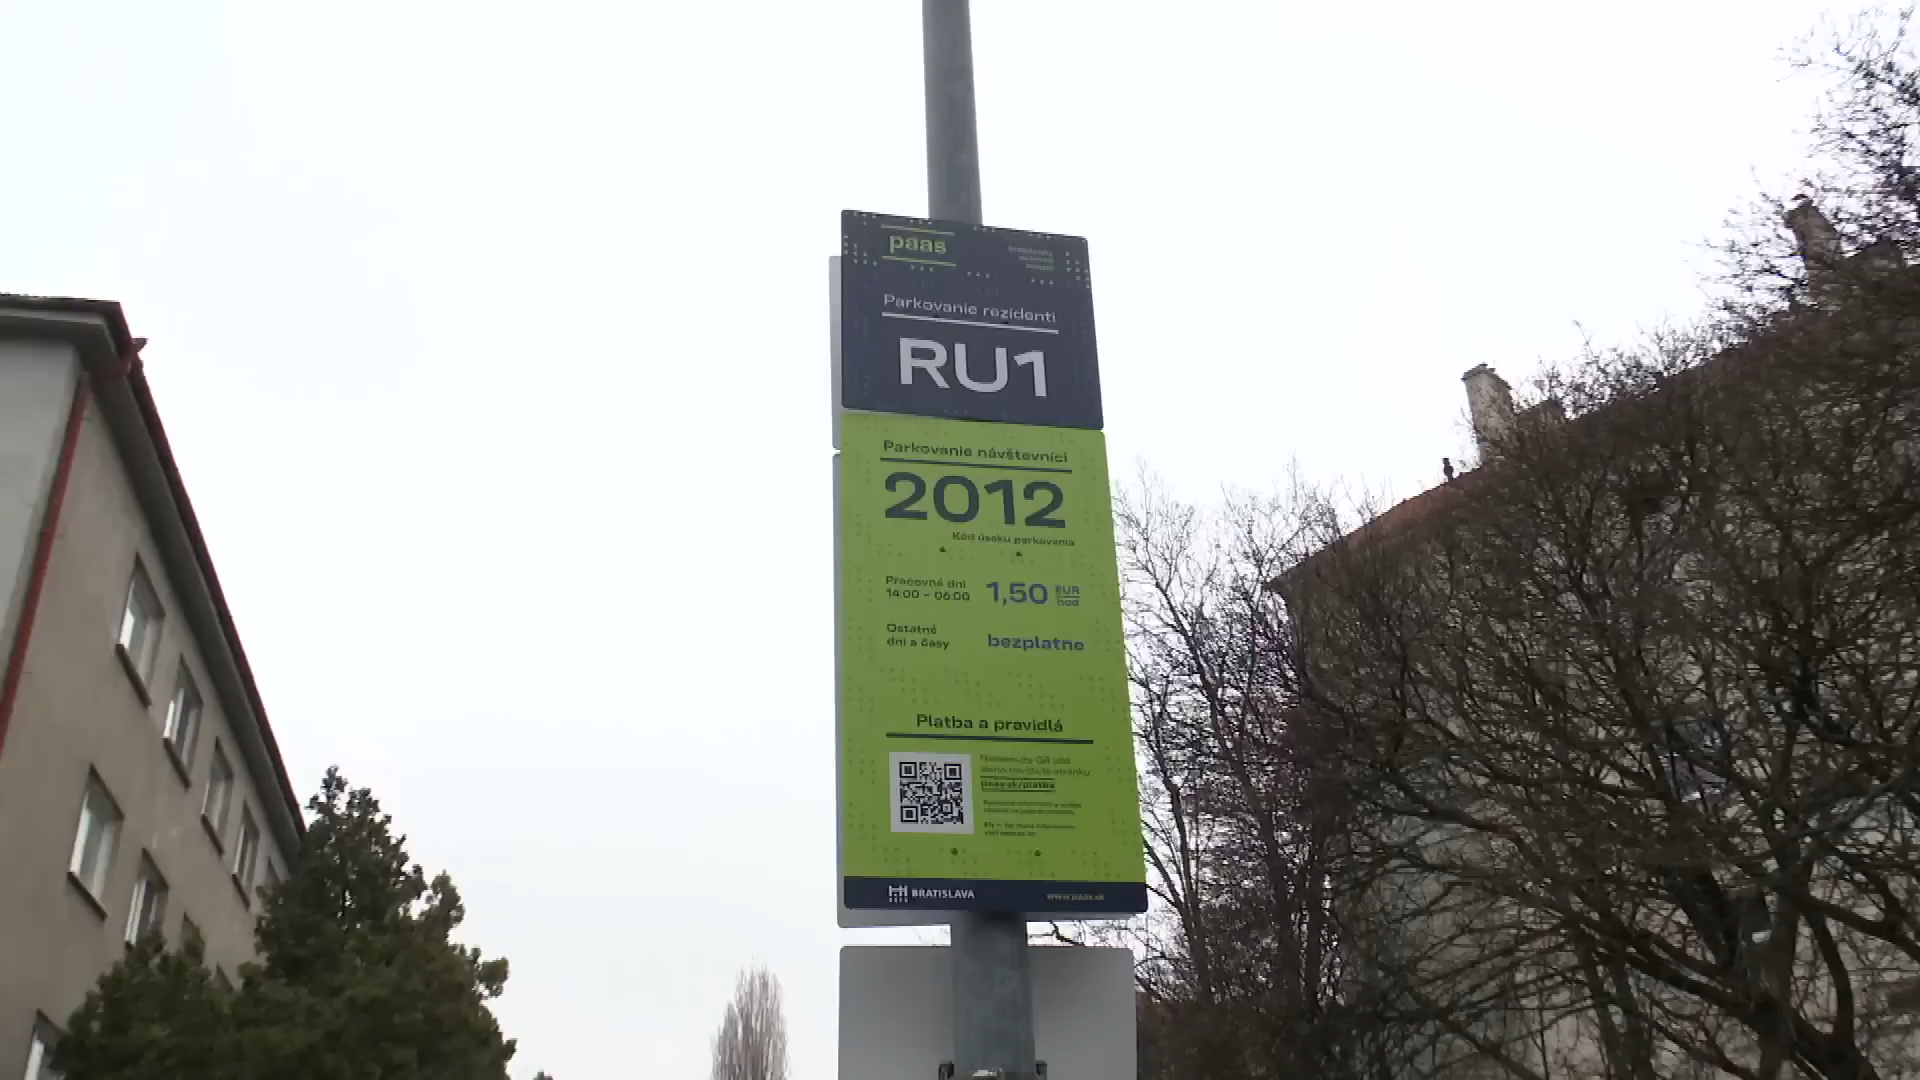 paas
Parkovanie rezidenti
RU1
Parkovanie návštevníci
2012
Kód úseku parkovania
Pracovné dni
14:00 – 06:00
1,50 EUR
hod
Ostatné
dni a časy
bezplatne
Platba a pravidlá
paas.sk/platba
BRATISLAVA
www.paas.sk